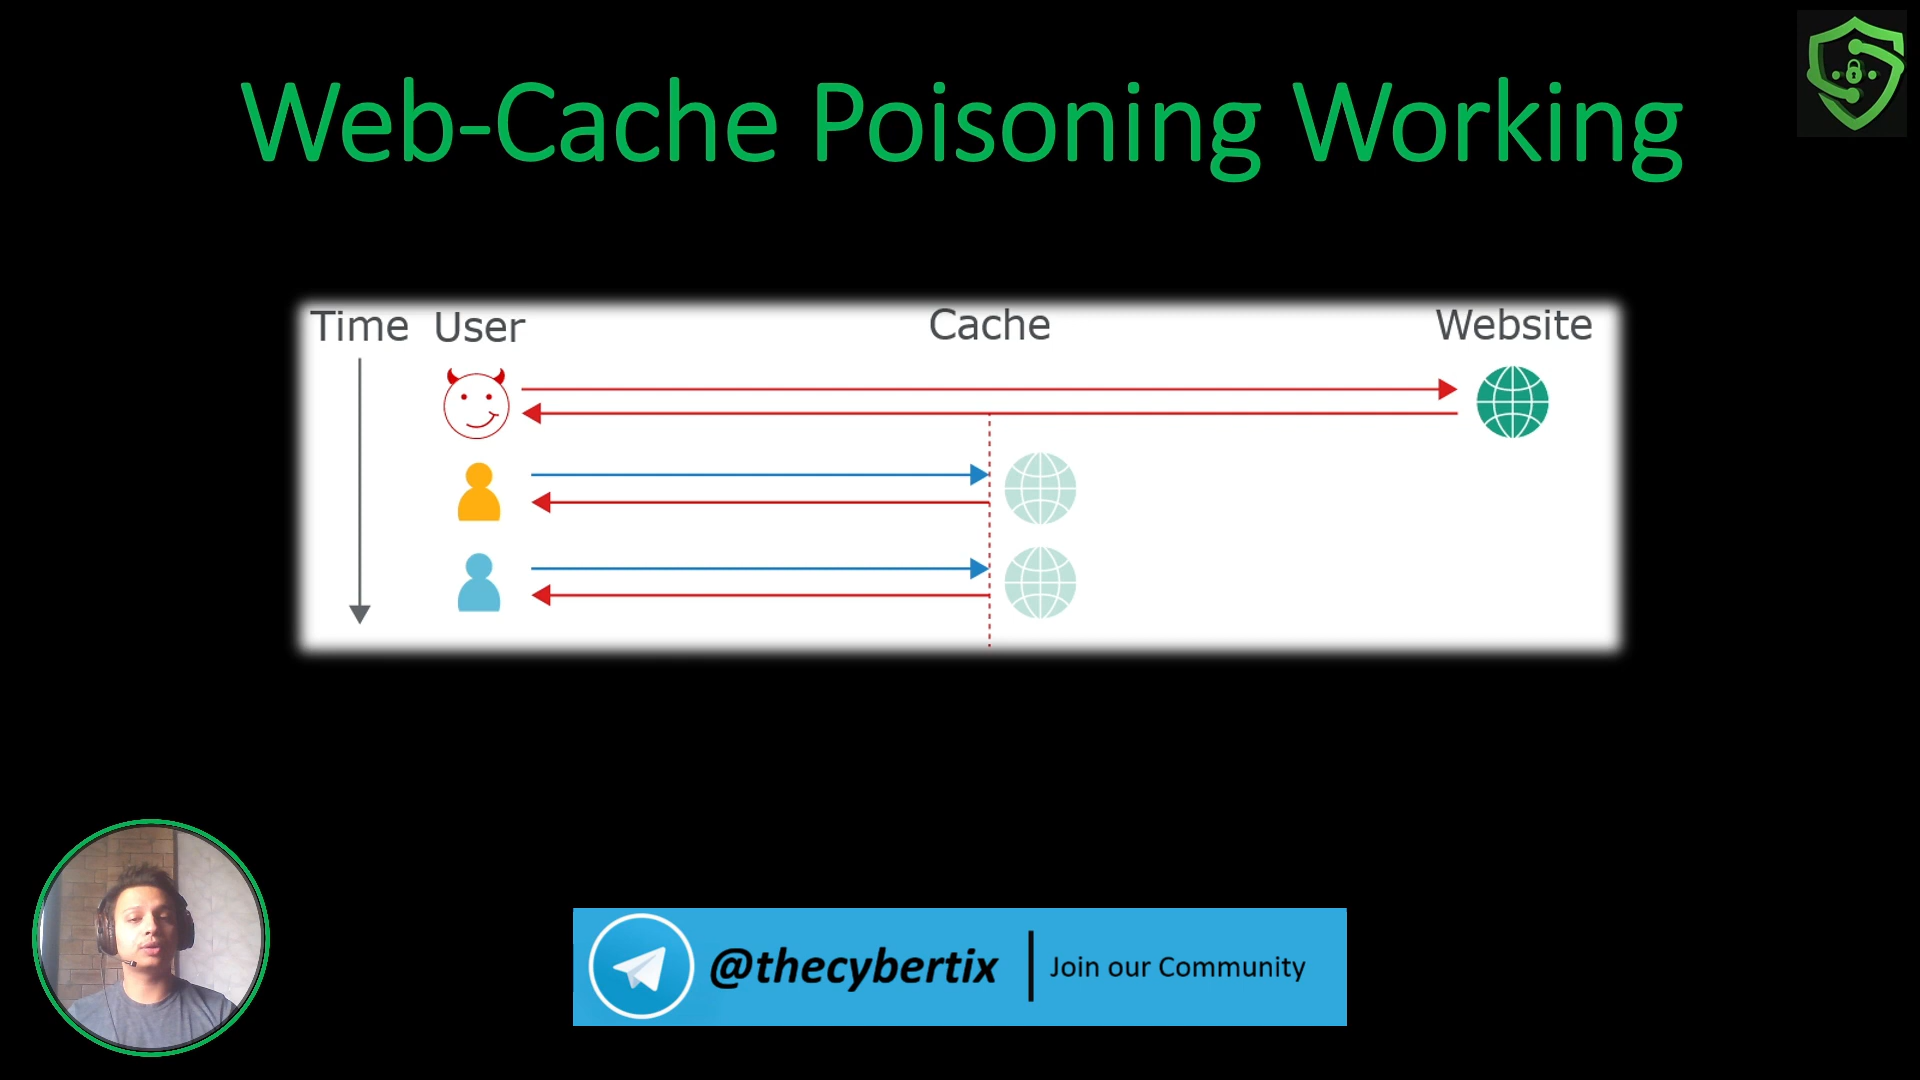 Web-Cache Poisoning Working
Time User Cache Website
@thecybertix | Join our Community